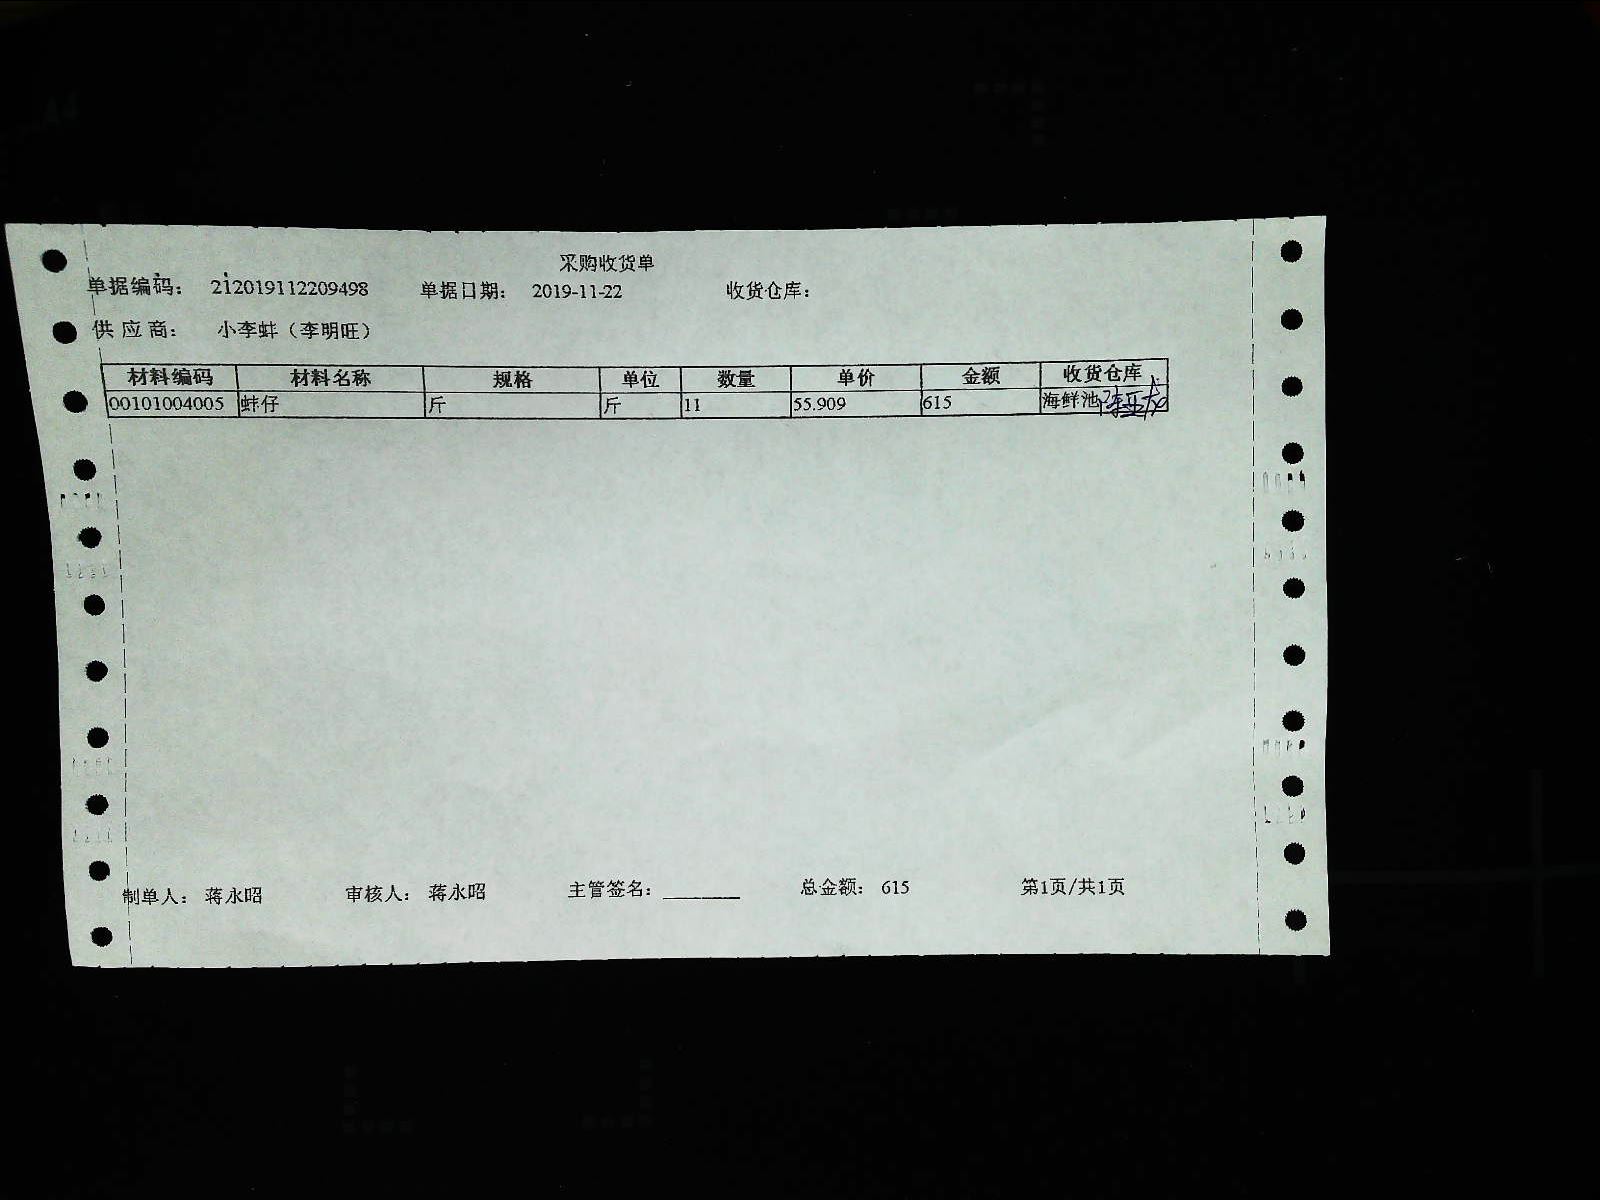 采购收货单
单据编码： 212019112209498 单据日期： 2019-11-22 收货仓库：
供应商： 小李蚌（李明旺）
材料编码 材料名称 规格 单位 数量 单价 金额 收货仓库
00101004005 蚌仔 斤 斤 11 55.909 615 海鲜池
制单人： 蒋永昭 审核人： 蒋永昭 主管签名： 总金额： 615 第1页/共1页